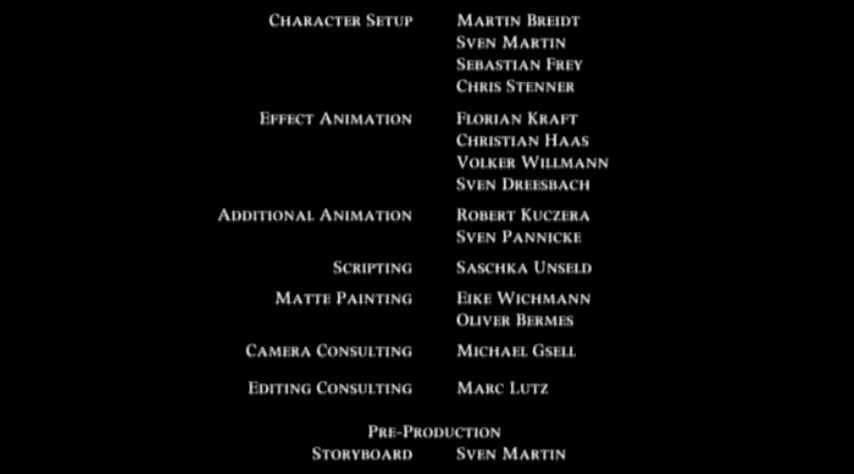 CHARACTER SETUP MARTIN BREIDT
SVEN MARTIN
SEBASTIAN FREY
CHRIS STENNER
EFFECT ANIMATION FLORIAN KRAFT
CHRISTIAN HAAS
VOLKER WILLMANN
SVEN DREESBACH
ADDITIONAL ANIMATION ROBERT KUCZERA
SVEN PANNICKE
SCRIPTING SASCHKA UNSELD
MATTE PAINTING EIKE WICHMANN
OLIVER BERMES
CAMERA CONSULTING MICHAEL GSELL
EDITING CONSULTING MARC LUTZ
PRE-PRODUCTION
STORYBOARD SVEN MARTIN